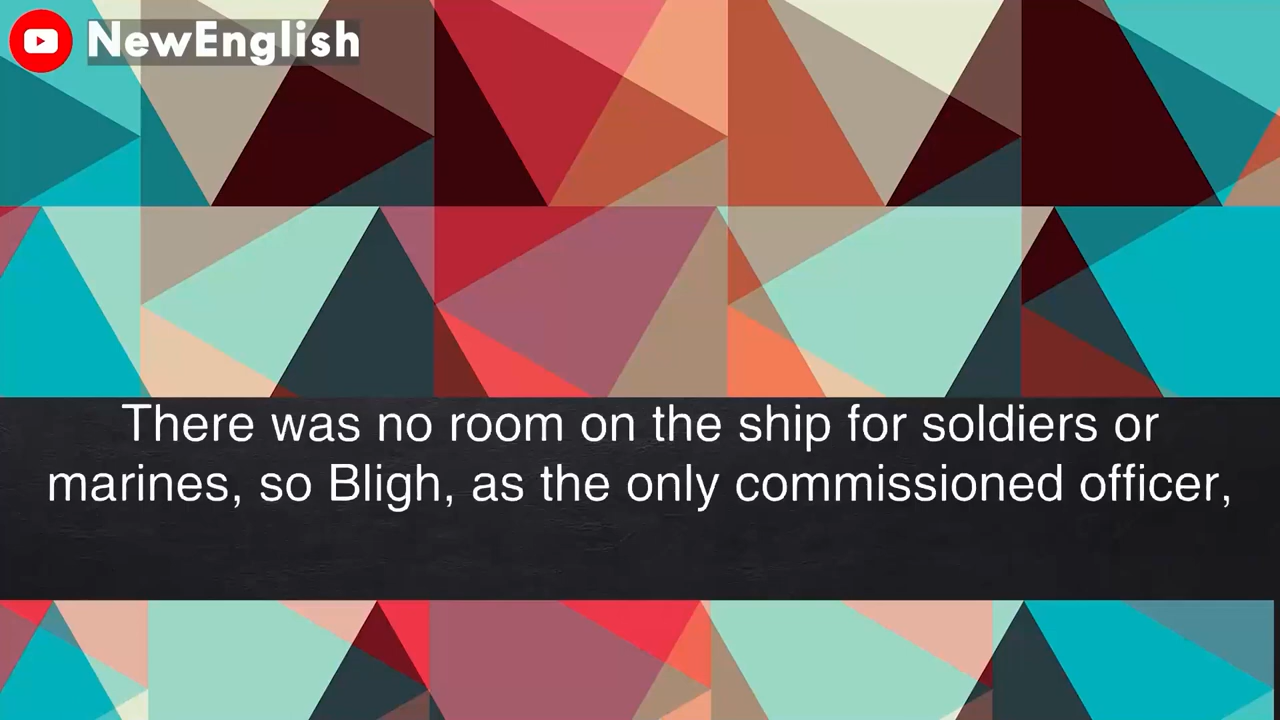 NewEnglish
There was no room on the ship for soldiers or
marines, so Bligh, as the only commissioned officer,